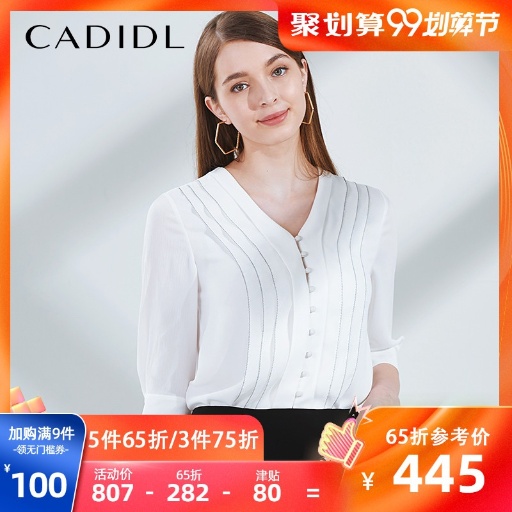 CADIDL
聚划算 99划算节
加购满9件
-领无门槛券-
¥100
5件65折/3件75折
活动价 65折 津贴
807 - 282 - 80 =
65折参考价
¥ 445